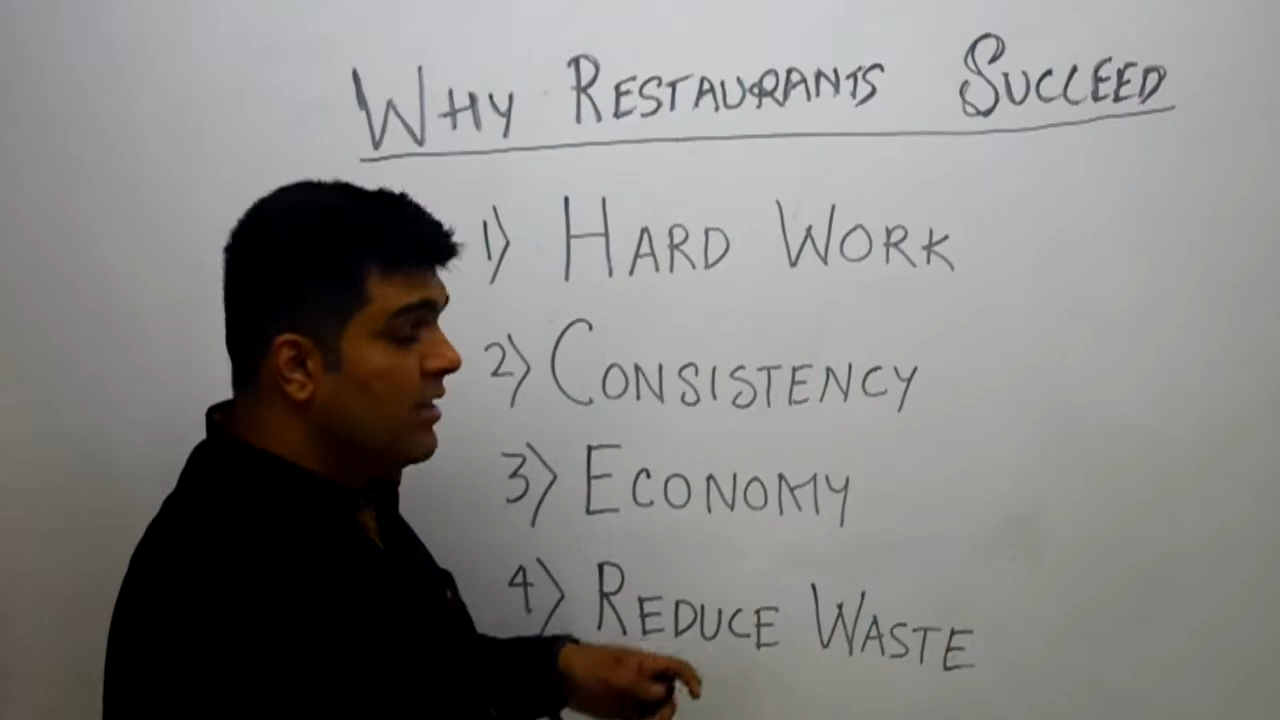 WHY RESTAURANTS SUCCEED
1) HARD WORK
2) CONSISTENCY
3) ECONOMY
4) REDUCE WASTE